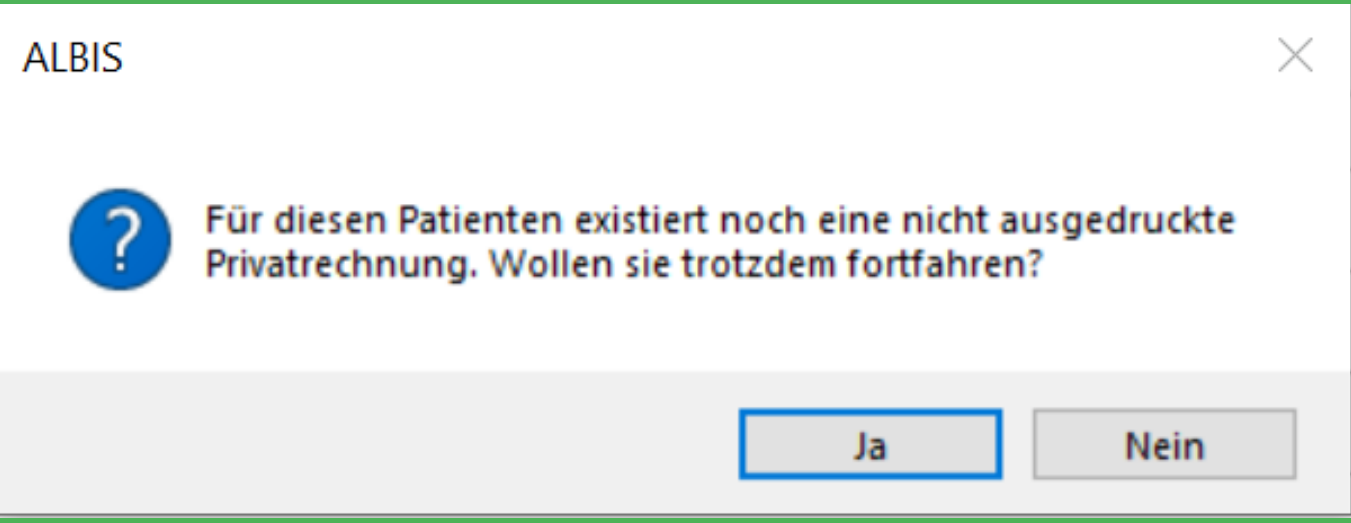 ALBIS
Für diesen Patienten existiert noch eine nicht ausgedruckte
Privatrechnung. Wollen sie trotzdem fortfahren?
Ja
Nein